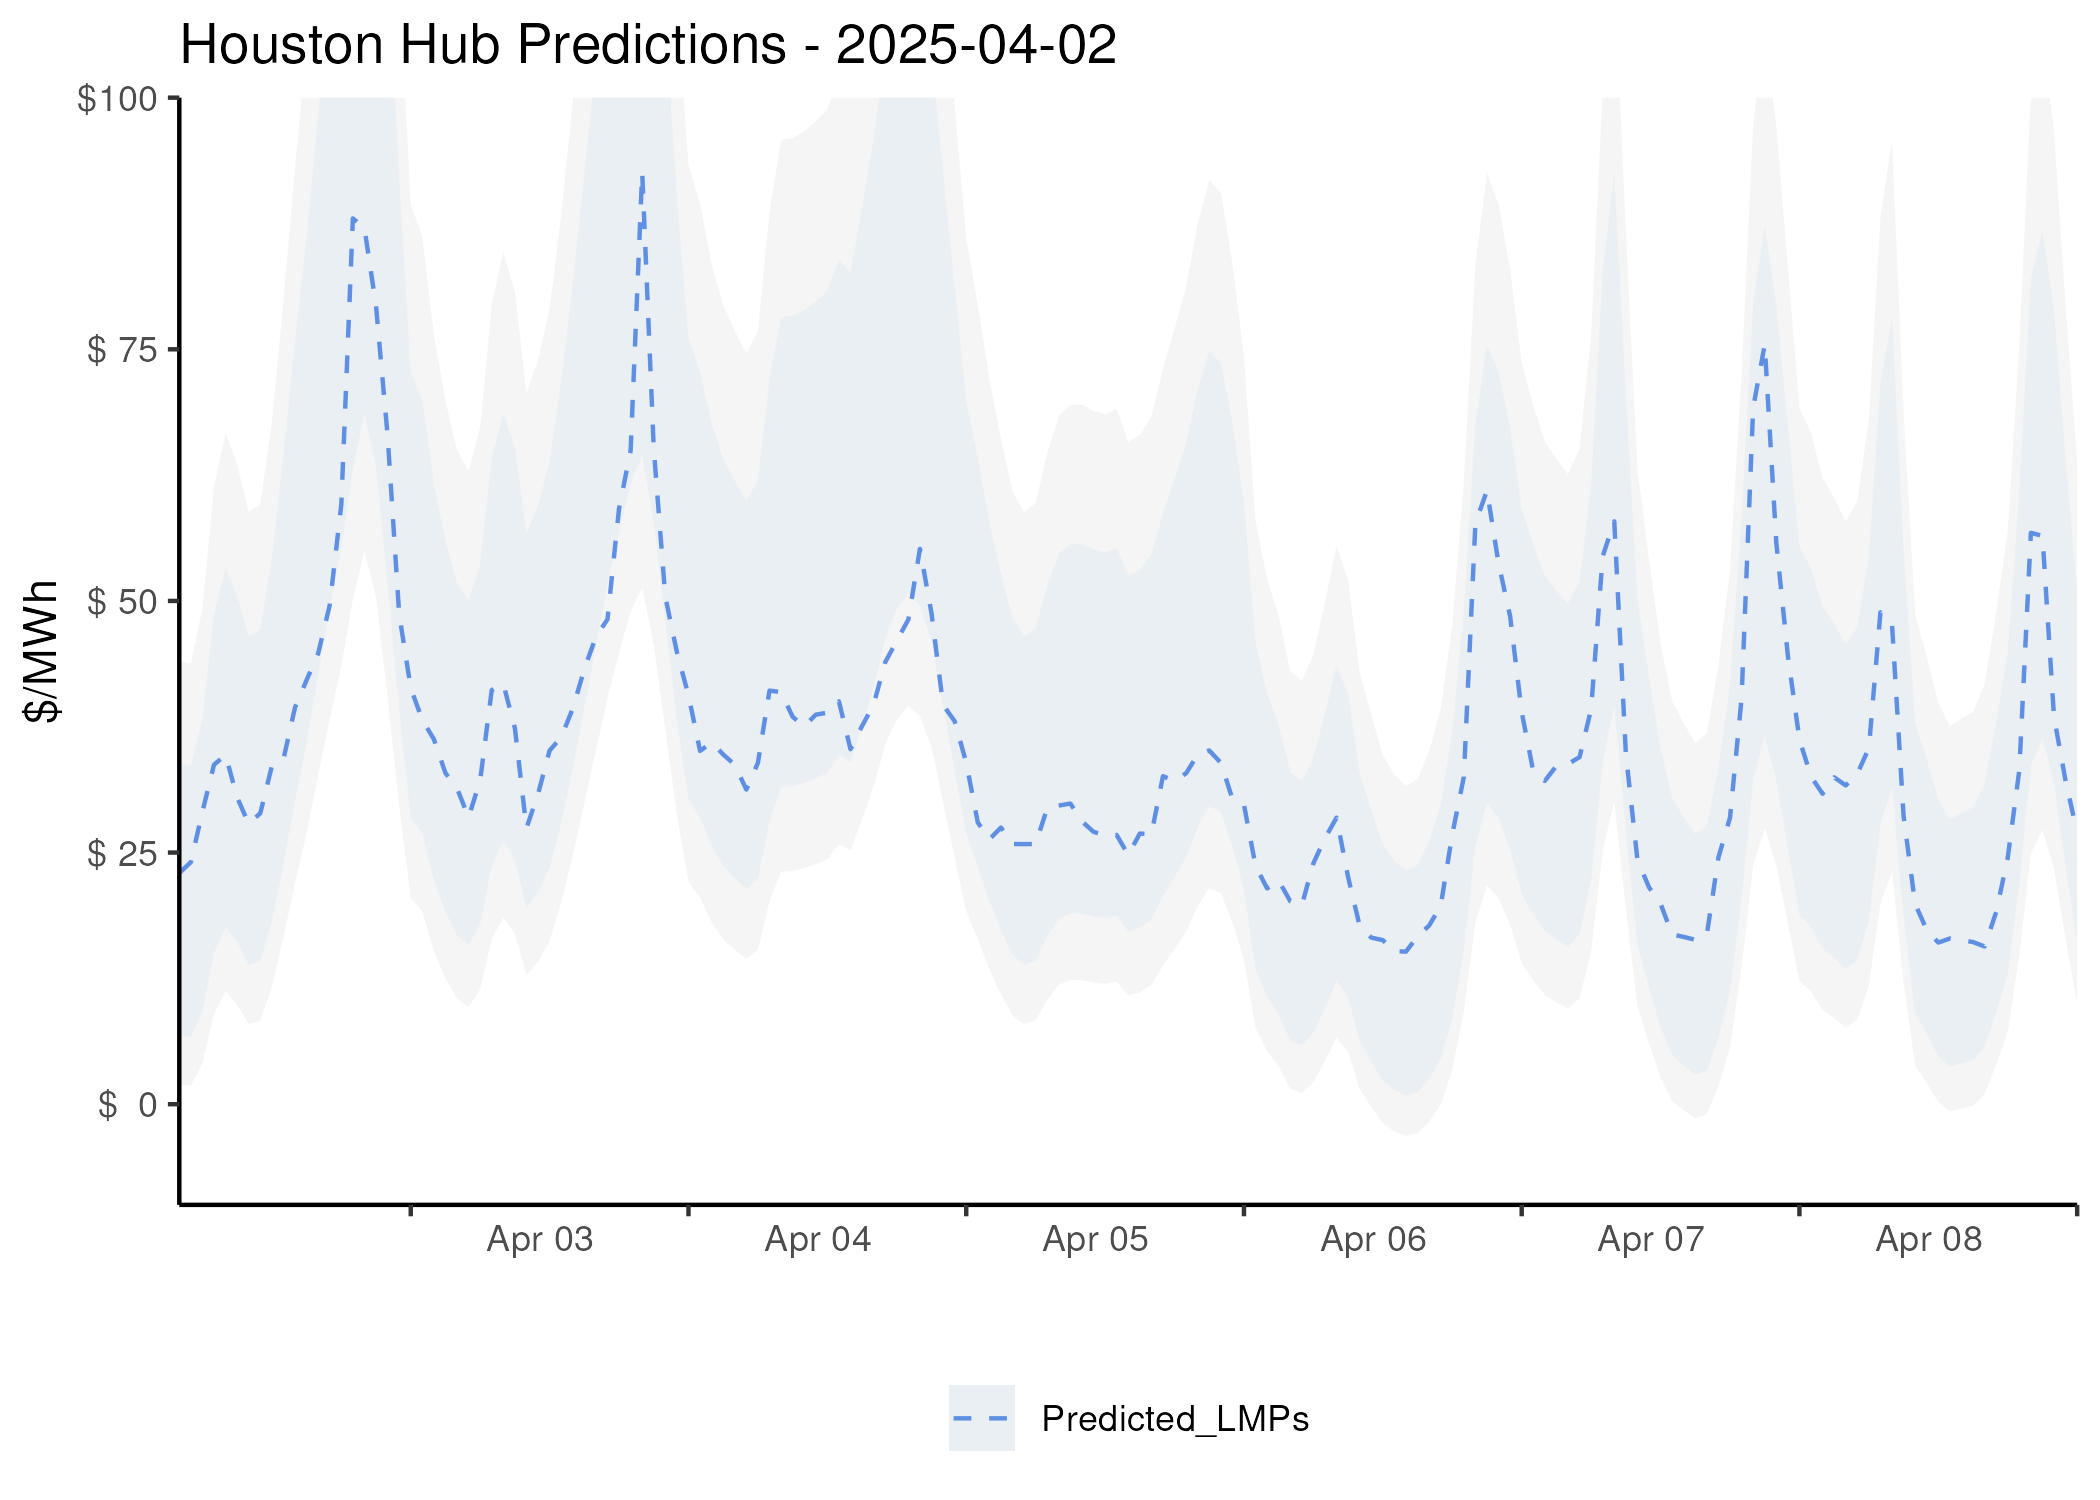 Houston Hub Predictions - 2025-04-02
$100
$ 75
$ 50
$ 25
$  0
$/MWh
Apr 03 Apr 04 Apr 05 Apr 06 Apr 07 Apr 08
Predicted_LMPs